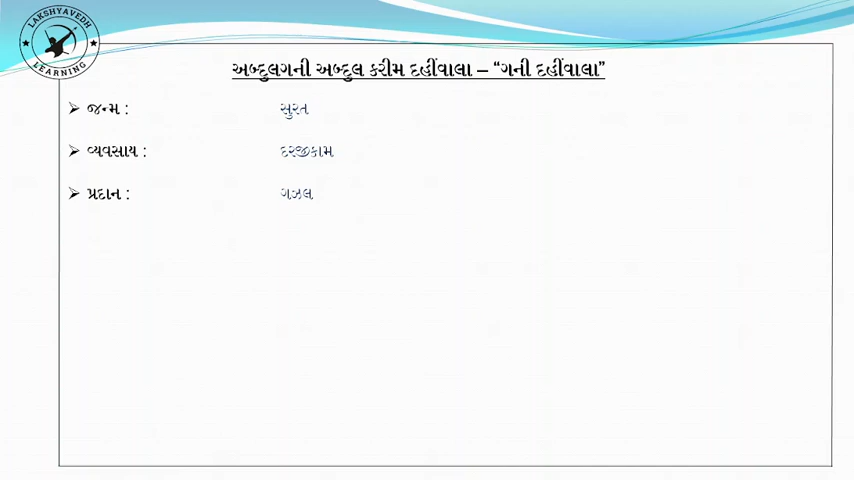 LAKSHYAVEDH
LEARNING
અબ્દુલગની અબ્દુલ કરીમ દહીંવાલા – “ગની દહીંવાલા”
➢ જન્મ : સુરત
➢ વ્યવસાય : દરજીકામ
➢ પ્રદાન : ગઝલ